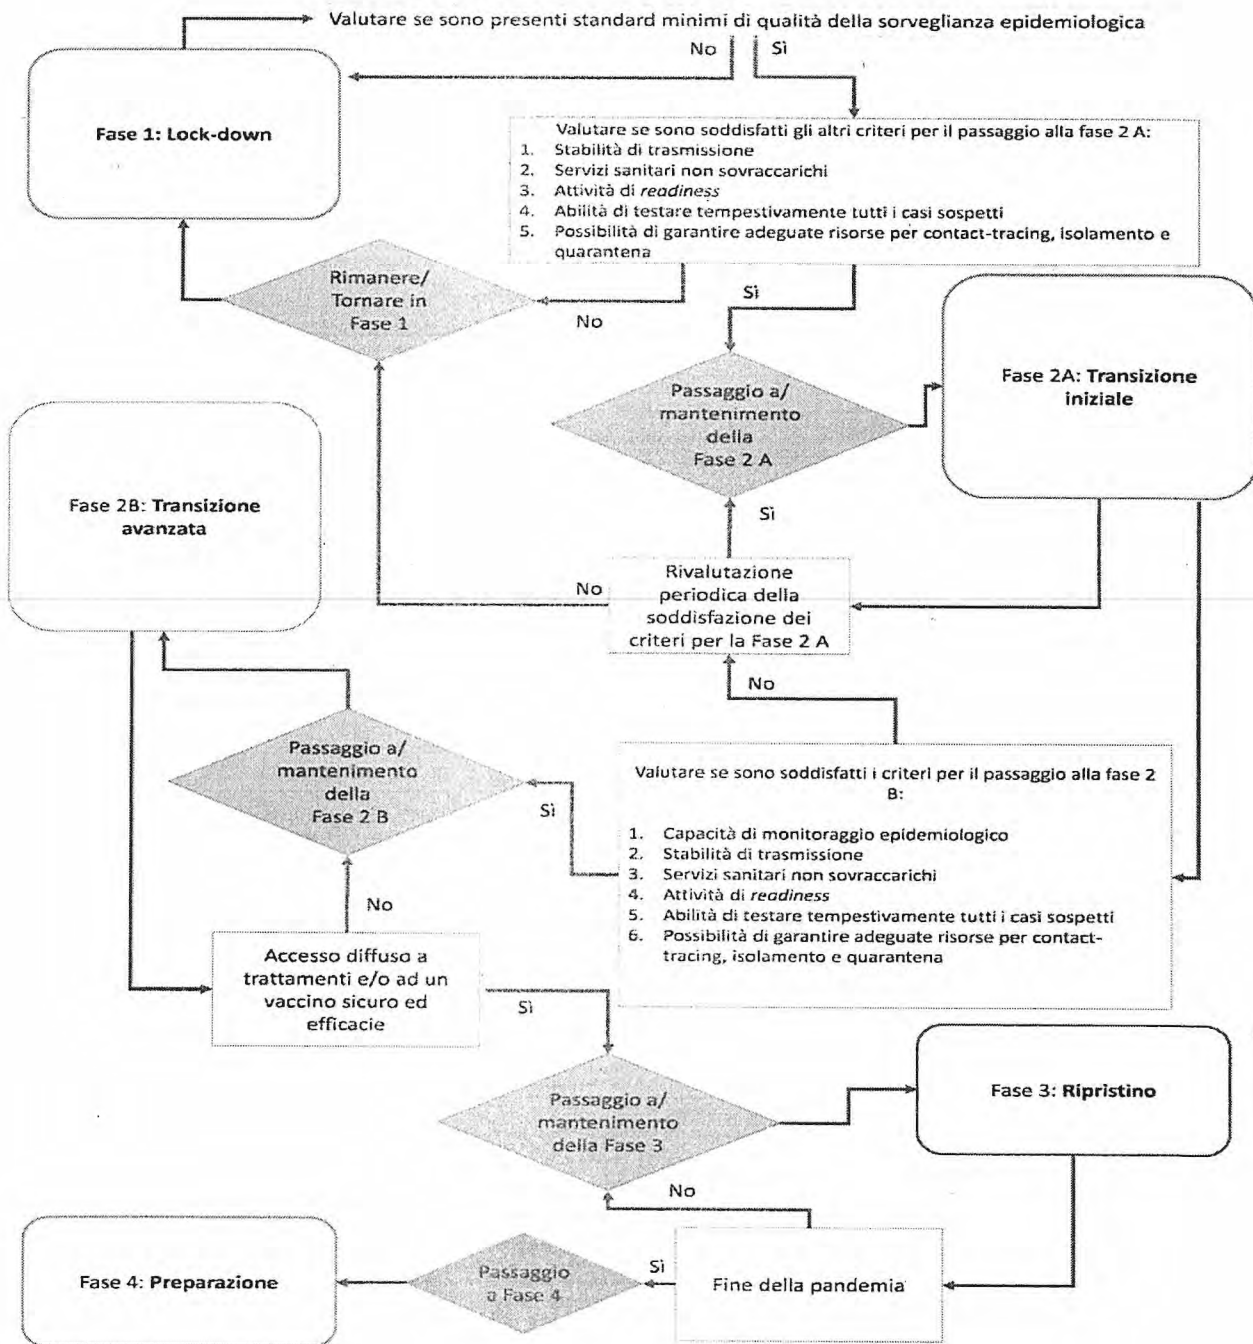 Valutare se sono presenti standard minimi di qualità della sorveglianza epidemiologica
No
Sì
Fase 1: Lock-down
Valutare se sono soddisfatti gli altri criteri per il passaggio alla fase 2 A:
1. Stabilità di trasmissione
2. Servizi sanitari non sovraccarichi
3. Attività di readiness
4. Abilità di testare tempestivamente tutti i casi sospetti
5. Possibilità di garantire adeguate risorse per contact-tracing, isolamento e
quarantena
Rimanere/
Tornare in
Fase 1
No
Sì
Passaggio a/
mantenimento
della
Fase 2 A
Fase 2A: Transizione
iniziale
Fase 2B: Transizione
avanzata
Sì
No
Rivalutazione
periodica della
soddisfazione dei
criteri per la Fase 2 A
No
Passaggio a/
mantenimento
della
Fase 2 B
Sì
Valutare se sono soddisfatti i criteri per il passaggio alla fase 2
B:
1. Capacità di monitoraggio epidemiologico
2. Stabilità di trasmissione
3. Servizi sanitari non sovraccarichi
4. Attività di readiness
5. Abilità di testare tempestivamente tutti i casi sospetti
6. Possibilità di garantire adeguate risorse per contact-
tracing, isolamento e quarantena
No
Accesso diffuso a
trattamenti e/o ad un
vaccino sicuro ed
efficacie
Sì
Passaggio a/
mantenimento
della Fase 3
Fase 3: Ripristino
No
Fase 4: Preparazione
Passaggio
a Fase 4
Sì
Fine della pandemia